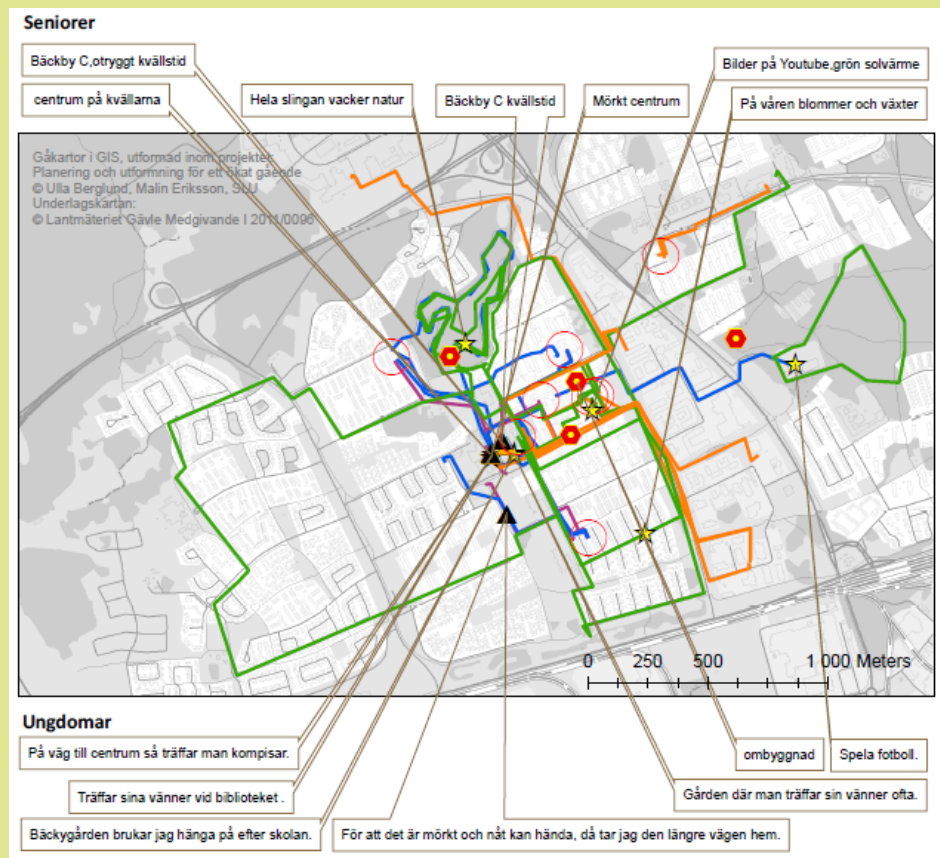 Seniorer
Bäckby C,otryggt kvällstid
Bilder på Youtube,grön solvärme
centrum på kvällarna
Hela slingan vacker natur
Bäckby C kvällstid
Mörkt centrum
På våren blommer och växter
Gåkartor i GIS, utformad inom projektet
Planering och utformning för ett ökat gående
© Ulla Berglund, Malin Eriksson, SLU
Underlagskartan:
© Lantmäteriet Gävle Medgivande I 2011/0096
0 250 500 1 000 Meters
Ungdomar
På väg till centrum så träffar man kompisar.
ombyggnad
Spela fotboll.
Träffar sina vänner vid biblioteket .
Gården där man träffar sin vänner ofta.
Bäckygården brukar jag hänga på efter skolan.
För att det är mörkt och nåt kan hända, då tar jag den längre vägen hem.